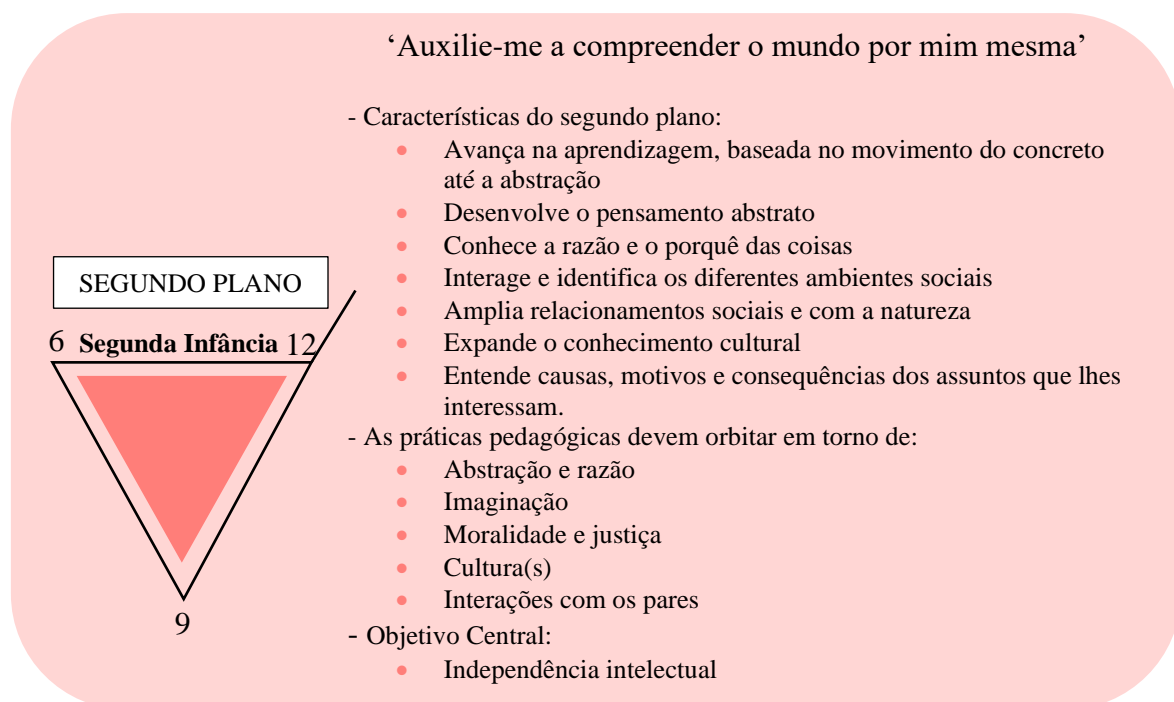 ‘Auxilie-me a compreender o mundo por mim mesma’
- Características do segundo plano:
• Avança na aprendizagem, baseada no movimento do concreto
até a abstração
• Desenvolve o pensamento abstrato
• Conhece a razão e o porquê das coisas
• Interage e identifica os diferentes ambientes sociais
• Amplia relacionamentos sociais e com a natureza
• Expande o conhecimento cultural
• Entende causas, motivos e consequências dos assuntos que lhes
interessam.
- As práticas pedagógicas devem orbitar em torno de:
• Abstração e razão
• Imaginação
• Moralidade e justiça
• Cultura(s)
• Interações com os pares
- Objetivo Central:
• Independência intelectual
SEGUNDO PLANO
6 Segunda Infância 12
9